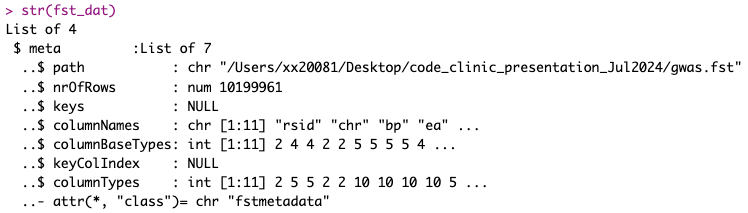 > str(fst_dat)
List of 4
 $ meta          :List of 7
  ..$ path           : chr "/Users/xx20081/Desktop/code_clinic_presentation_Jul2024/gwas.fst"
  ..$ nrOfRows       : num 10199961
  ..$ keys           : NULL
  ..$ columnNames    : chr [1:11] "rsid" "chr" "bp" "ea" ...
  ..$ columnBaseTypes: int [1:11] 2 4 4 2 2 5 5 5 5 4 ...
  ..$ keyColIndex    : NULL
  ..$ columnTypes    : int [1:11] 2 5 5 2 2 10 10 10 10 5 ...
  ..- attr(*, "class")= chr "fstmetadata"